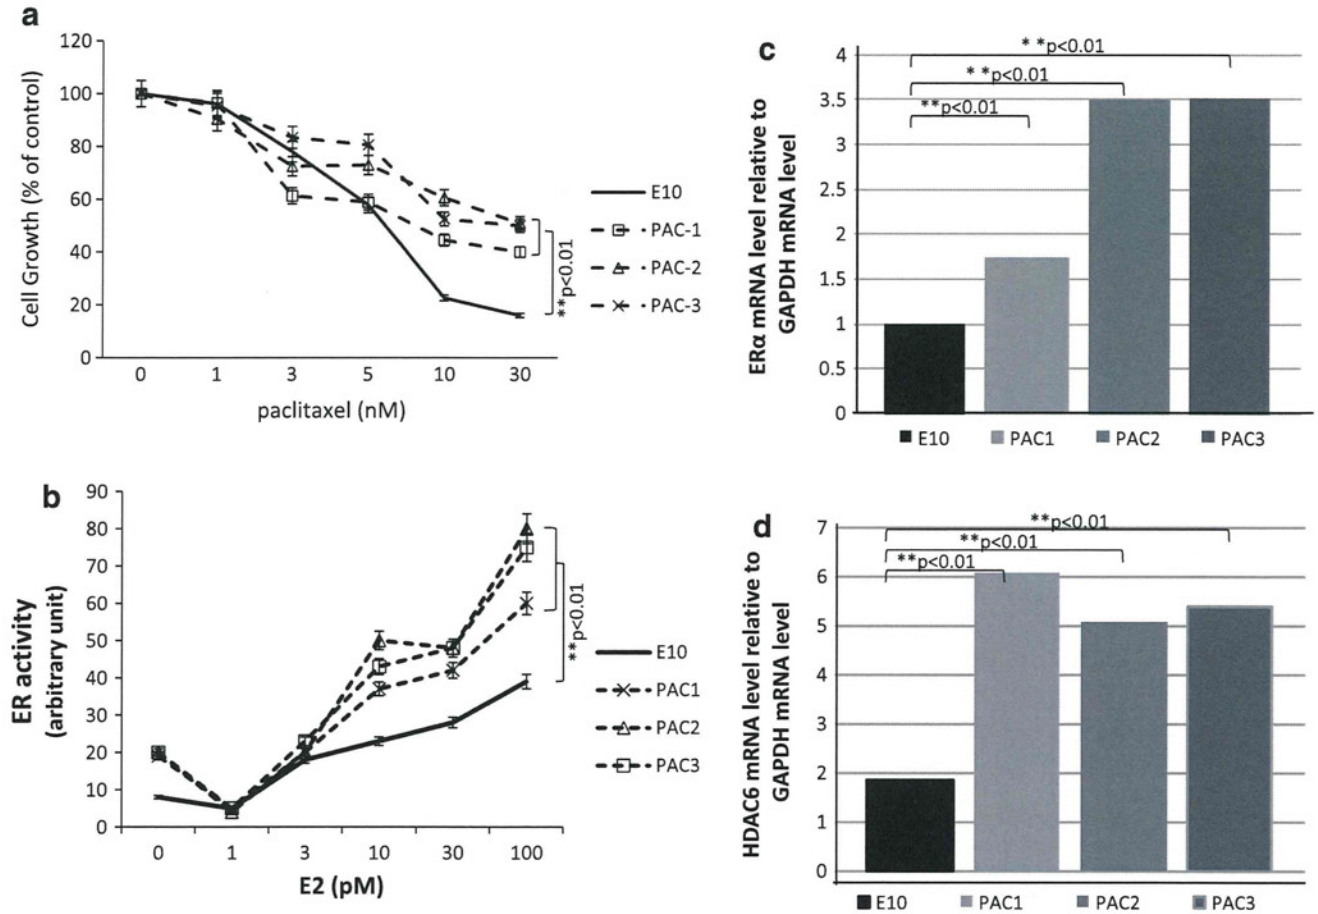 a
120
100
80
60
40
20
0
Cell Growth (% of control)
0 1 3 5 10 30
paclitaxel (nM)
**p<0.01
E10
PAC-1
PAC-2
PAC-3
b
90
80
70
60
50
40
30
20
10
0
ER activity
(arbitrary unit)
0 1 3 10 30 100
E2 (pM)
**p<0.01
E10
PAC1
PAC2
PAC3
c
4
3.5
3
2.5
2
1.5
1
0.5
0
ERα mRNA level relative to
GAPDH mRNA level
**p<0.01
**p<0.01
**p<0.01
E10 PAC1 PAC2 PAC3
d
7
6
5
4
3
2
1
0
HDAC6 mRNA level relative to
GAPDH mRNA level
**p<0.01
**p<0.01
**p<0.01
E10 PAC1 PAC2 PAC3